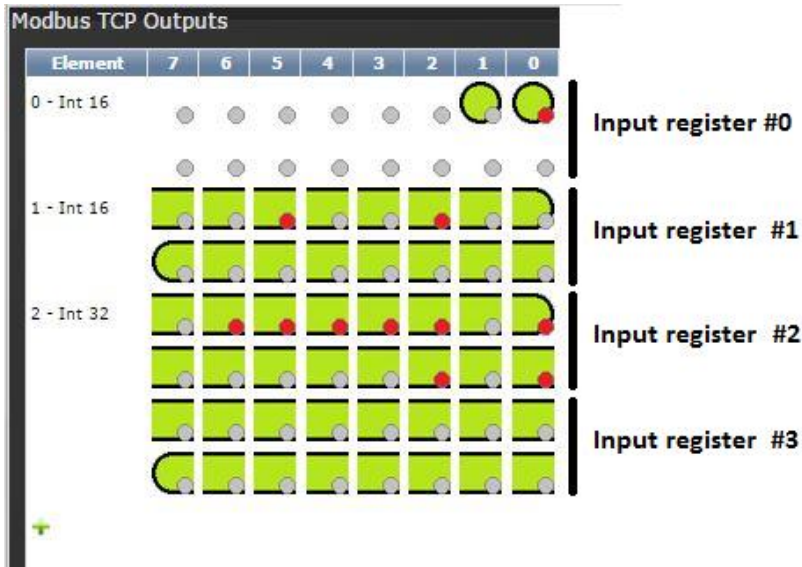 Modbus TCP Outputs
Element 7 6 5 4 3 2 1 0
0 - Int 16
Input register #0
1 - Int 16
Input register #1
2 - Int 32
Input register #2
Input register #3